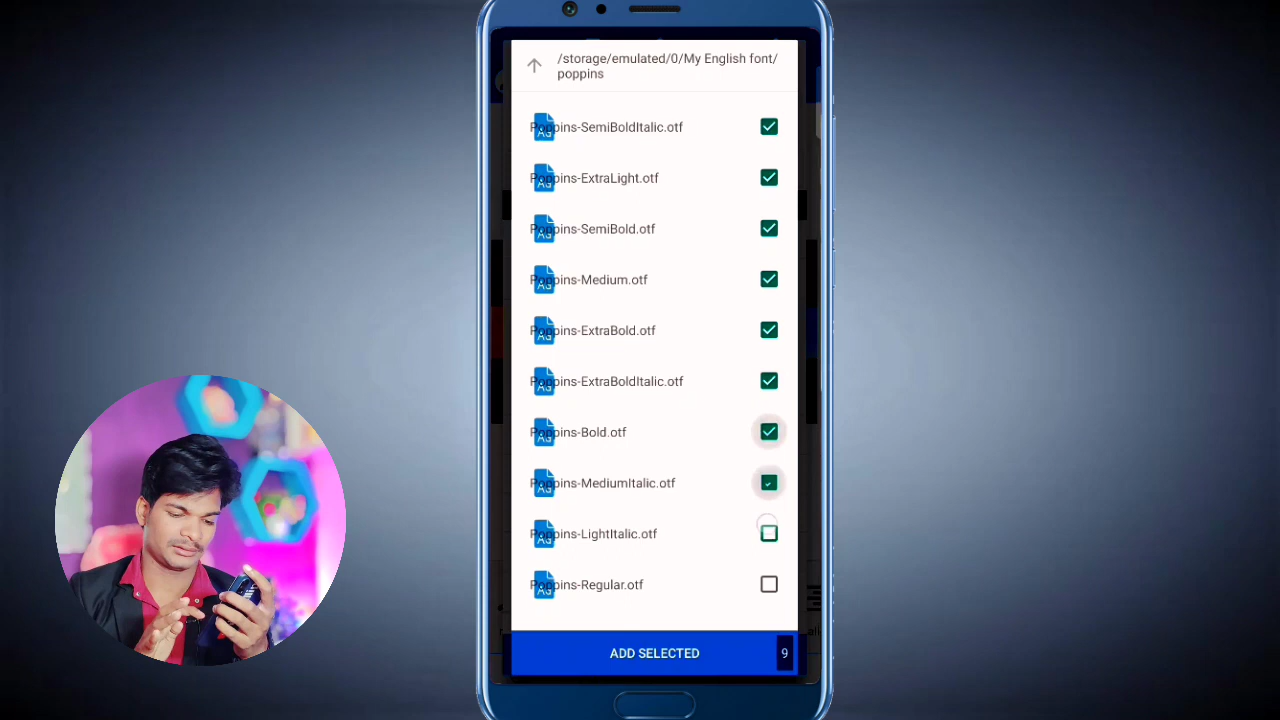 /storage/emulated/0/My English font/
poppins
Poppins-SemiBoldItalic.otf
Poppins-ExtraLight.otf
Poppins-SemiBold.otf
Poppins-Medium.otf
Poppins-ExtraBold.otf
Poppins-ExtraBoldItalic.otf
Poppins-Bold.otf
Poppins-MediumItalic.otf
Poppins-LightItalic.otf
Poppins-Regular.otf
ADD SELECTED 9